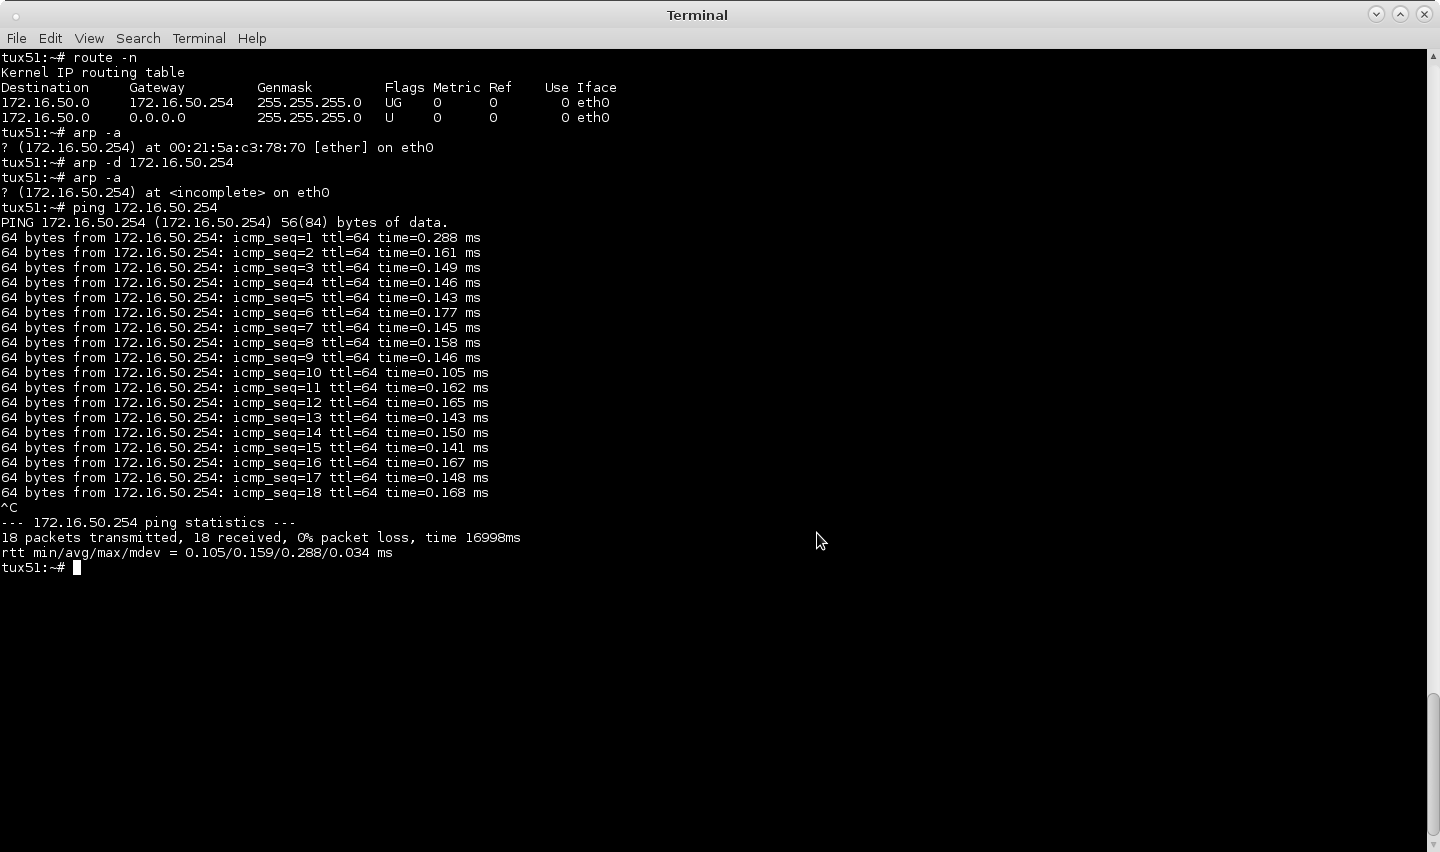 Terminal
File Edit View Search Terminal Help
tux51:~# route -n
Kernel IP routing table
Destination     Gateway         Genmask         Flags Metric Ref    Use Iface
172.16.50.0     172.16.50.254   255.255.255.0   UG    0      0        0 eth0
172.16.50.0     0.0.0.0         255.255.255.0   U     0      0        0 eth0
tux51:~# arp -a
? (172.16.50.254) at 00:21:5a:c3:78:70 [ether] on eth0
tux51:~# arp -d 172.16.50.254
tux51:~# arp -a
? (172.16.50.254) at <incomplete> on eth0
tux51:~# ping 172.16.50.254
PING 172.16.50.254 (172.16.50.254) 56(84) bytes of data.
64 bytes from 172.16.50.254: icmp_seq=1 ttl=64 time=0.288 ms
64 bytes from 172.16.50.254: icmp_seq=2 ttl=64 time=0.161 ms
64 bytes from 172.16.50.254: icmp_seq=3 ttl=64 time=0.149 ms
64 bytes from 172.16.50.254: icmp_seq=4 ttl=64 time=0.146 ms
64 bytes from 172.16.50.254: icmp_seq=5 ttl=64 time=0.143 ms
64 bytes from 172.16.50.254: icmp_seq=6 ttl=64 time=0.177 ms
64 bytes from 172.16.50.254: icmp_seq=7 ttl=64 time=0.145 ms
64 bytes from 172.16.50.254: icmp_seq=8 ttl=64 time=0.158 ms
64 bytes from 172.16.50.254: icmp_seq=9 ttl=64 time=0.146 ms
64 bytes from 172.16.50.254: icmp_seq=10 ttl=64 time=0.105 ms
64 bytes from 172.16.50.254: icmp_seq=11 ttl=64 time=0.162 ms
64 bytes from 172.16.50.254: icmp_seq=12 ttl=64 time=0.165 ms
64 bytes from 172.16.50.254: icmp_seq=13 ttl=64 time=0.143 ms
64 bytes from 172.16.50.254: icmp_seq=14 ttl=64 time=0.150 ms
64 bytes from 172.16.50.254: icmp_seq=15 ttl=64 time=0.141 ms
64 bytes from 172.16.50.254: icmp_seq=16 ttl=64 time=0.167 ms
64 bytes from 172.16.50.254: icmp_seq=17 ttl=64 time=0.148 ms
64 bytes from 172.16.50.254: icmp_seq=18 ttl=64 time=0.168 ms
^C
--- 172.16.50.254 ping statistics ---
18 packets transmitted, 18 received, 0% packet loss, time 16998ms
rtt min/avg/max/mdev = 0.105/0.159/0.288/0.034 ms
tux51:~#